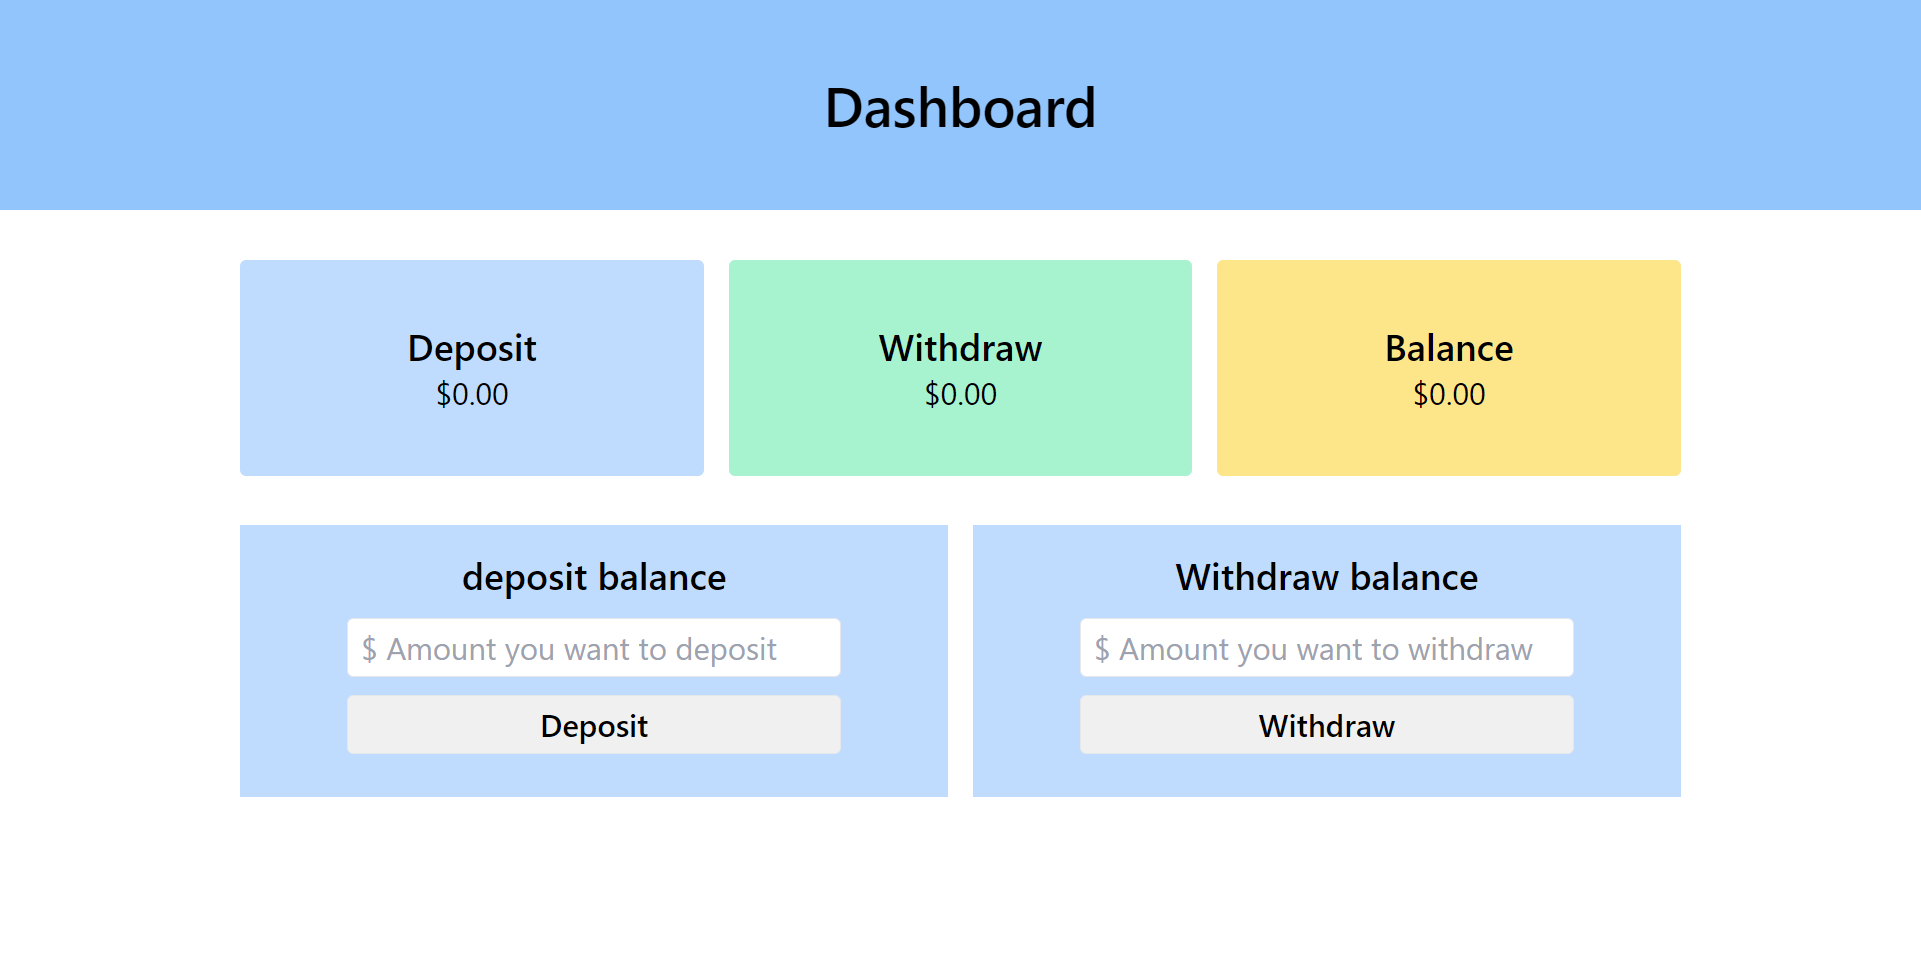 Dashboard
Deposit
$0.00
Withdraw
$0.00
Balance
$0.00
deposit balance
$ Amount you want to deposit
Deposit
Withdraw balance
$ Amount you want to withdraw
Withdraw